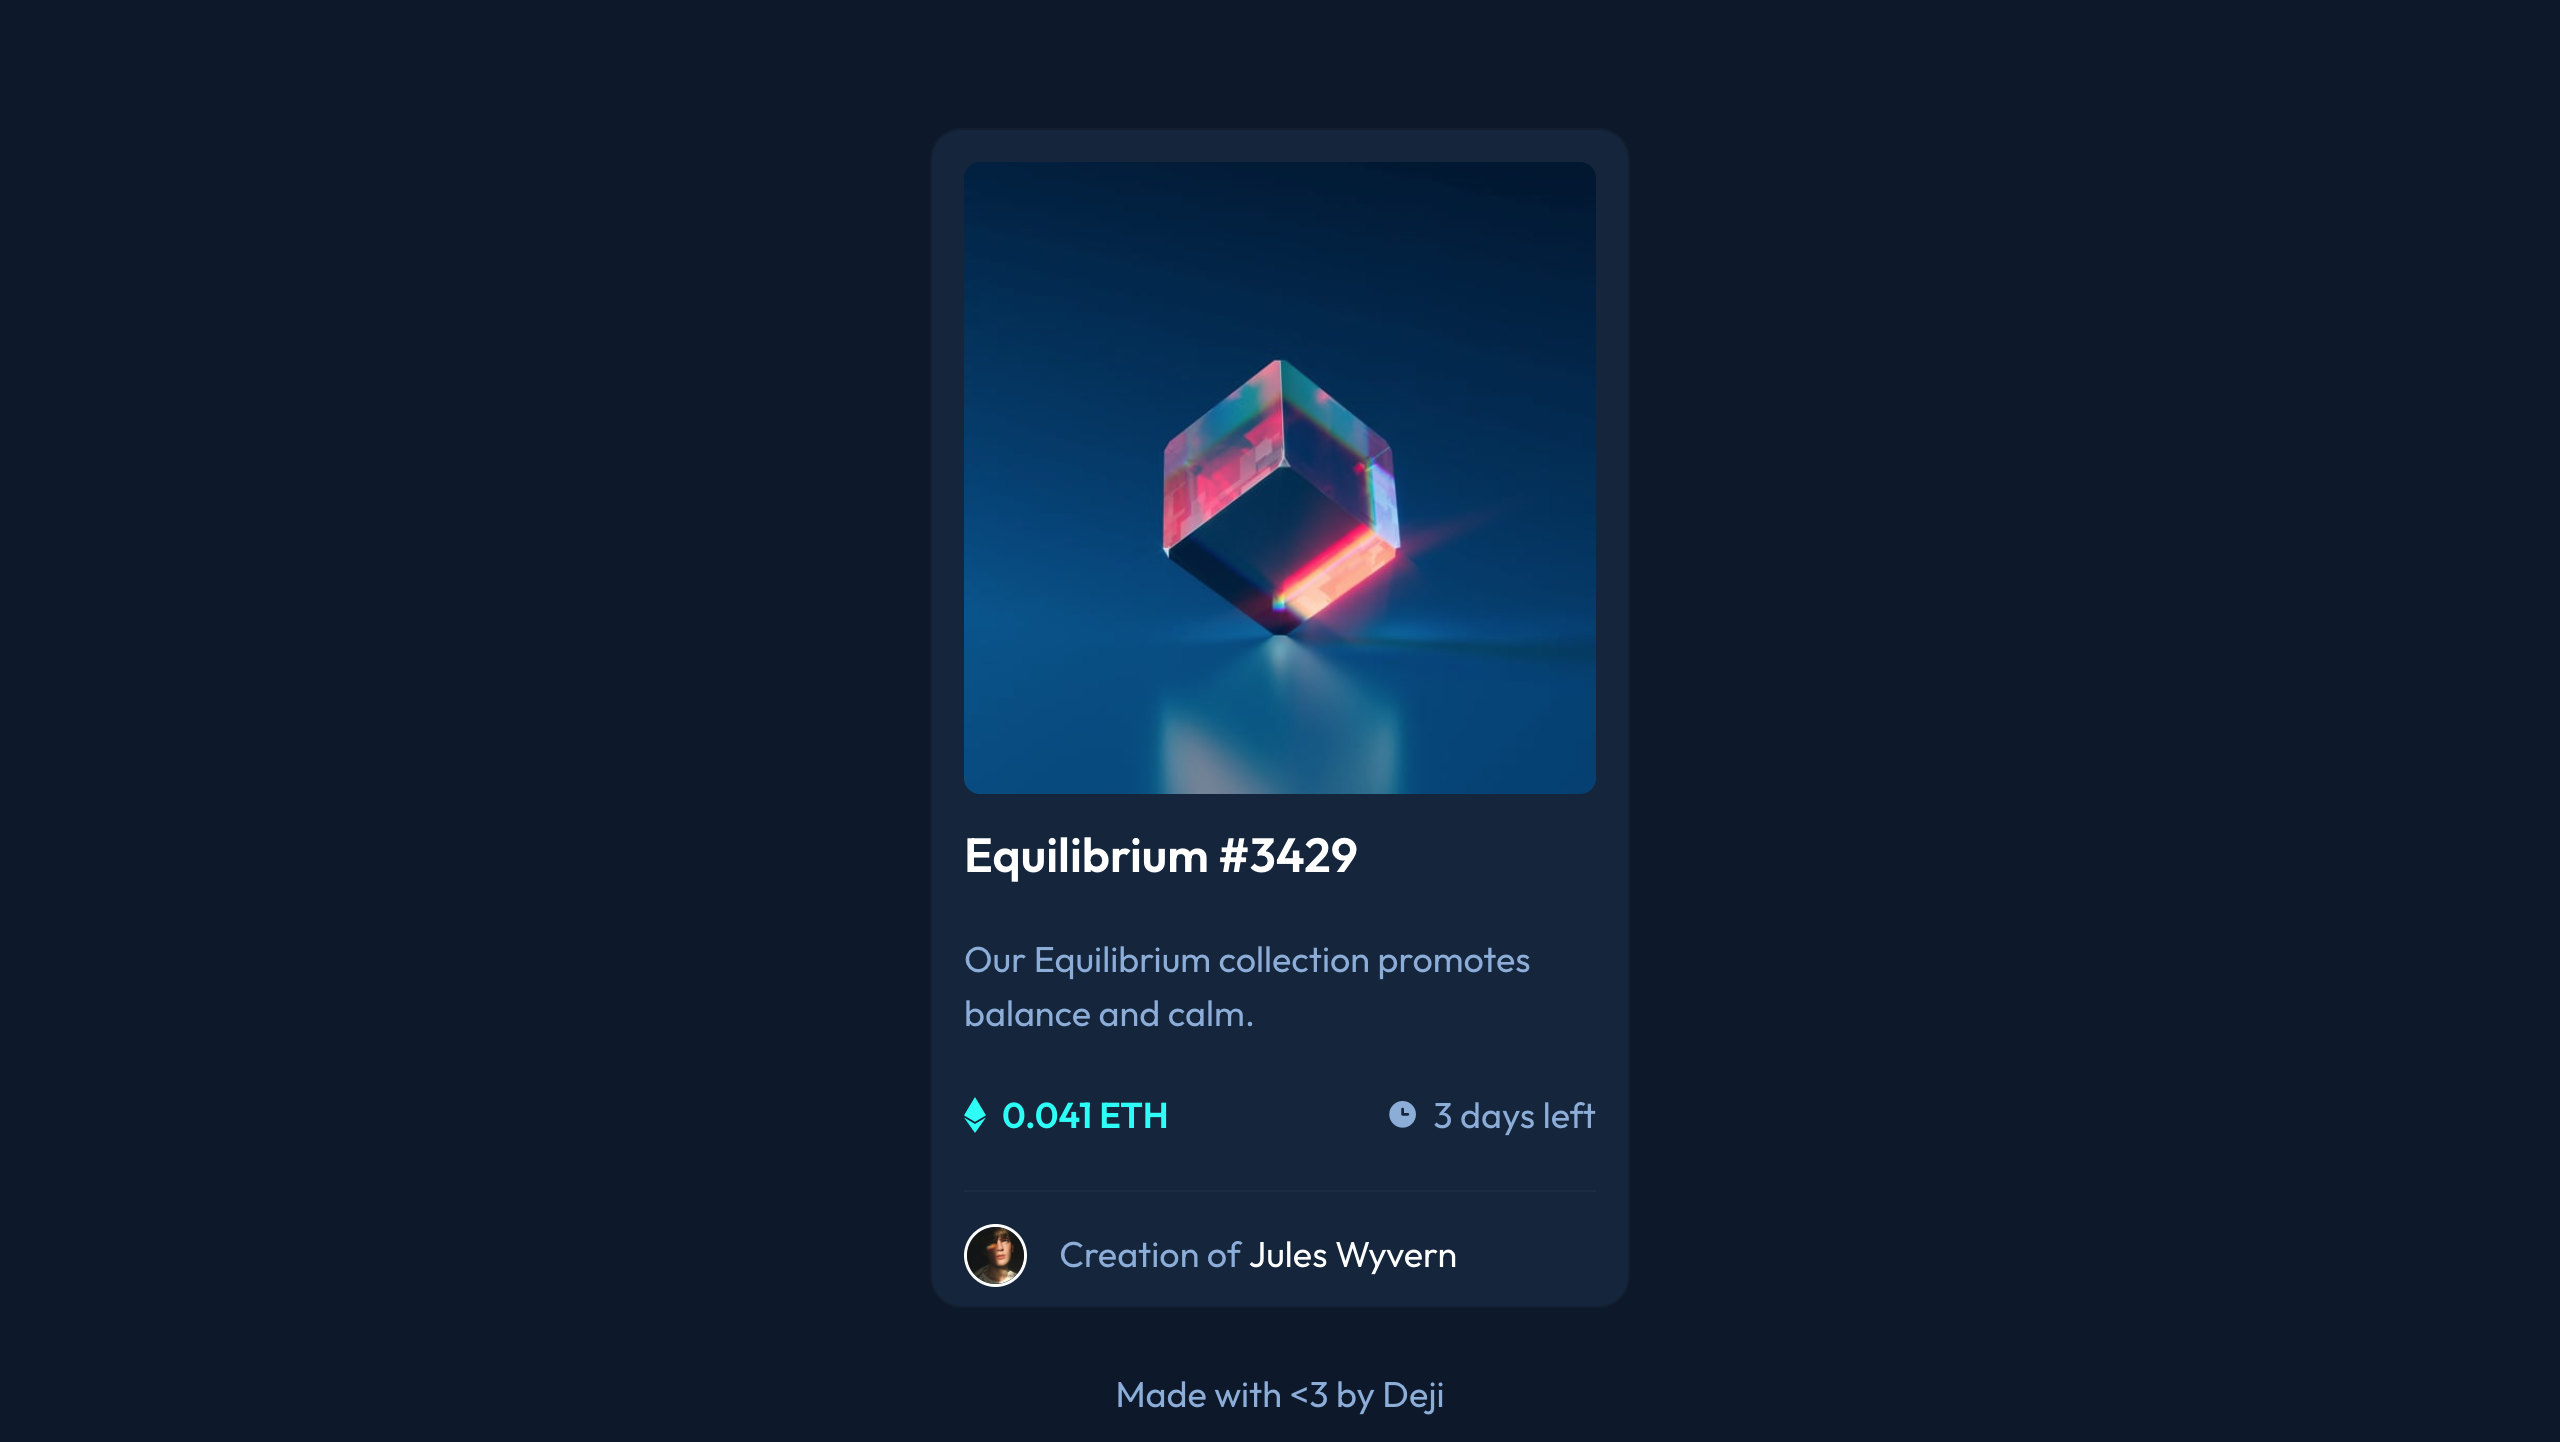 Equilibrium #3429
Our Equilibrium collection promotes
balance and calm.
0.041 ETH
3 days left
Creation of Jules Wyvern
Made with <3 by Deji